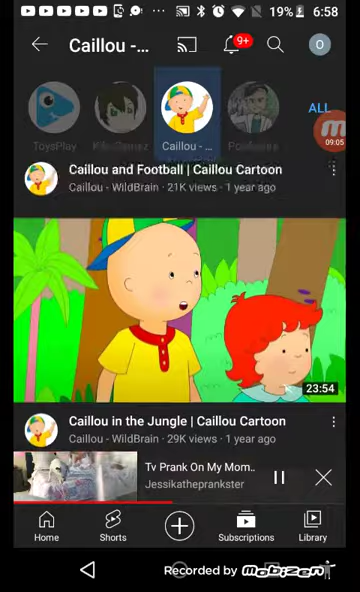 19% 6:58
Caillou -...
9+
O
ToysPlay
Caillou - ...
ALL
09:05
Caillou and Football | Caillou Cartoon
Caillou - WildBrain · 21K views · 1 year ago
23:54
Caillou in the Jungle | Caillou Cartoon
Caillou - WildBrain · 29K views · 1 year ago
Tv Prank On My Mom..
Jessikatheprankster
Home
Shorts
Subscriptions
Library
Recorded by mobizen